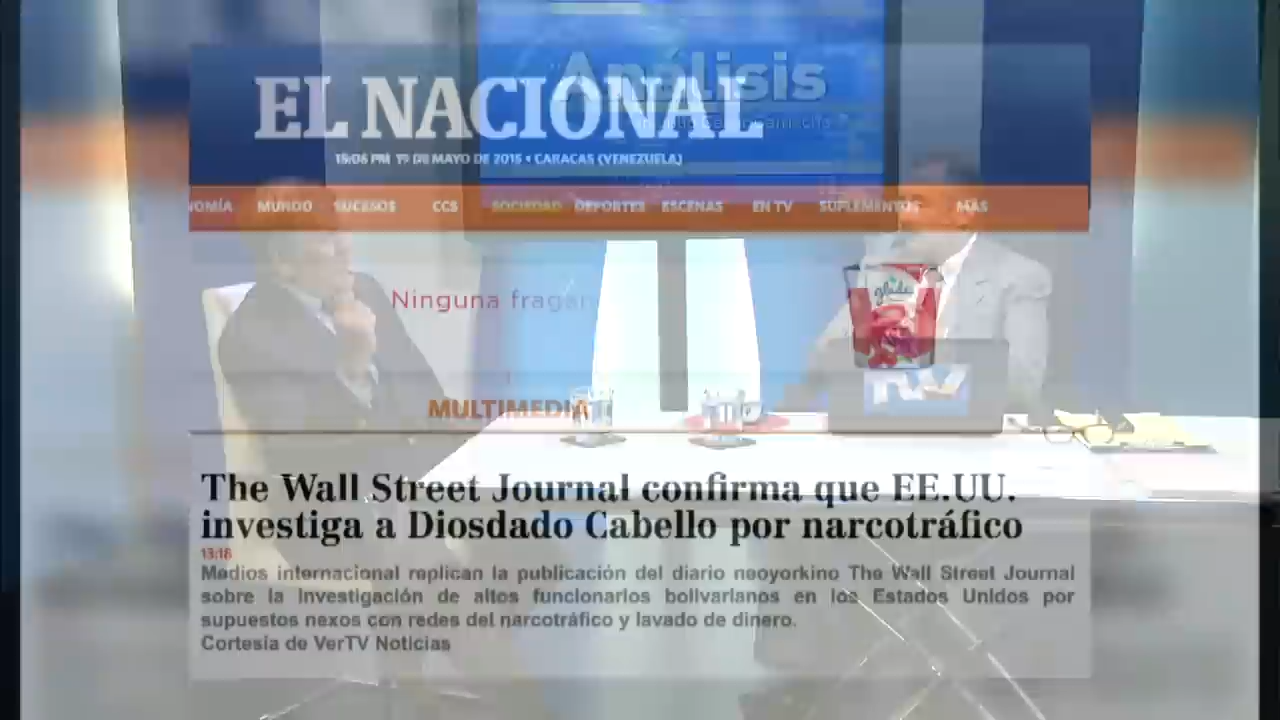 Análisis
EL NACIONAL
15:06 PM 19 DE MAYO DE 2015 • CARACAS (VENEZUELA)
NOMÍA MUNDO SUCESOS CCS SOCIEDAD DEPORTES ESCENAS EN TV SUPLEMENTOS MÁS
glade
Ninguna fragan
MULTIMEDIA
The Wall Street Journal confirma que EE.UU.
investiga a Diosdado Cabello por narcotráfico
13:18
Medios internacional replican la publicación del diario neoyorkino The Wall Street Journal
sobre la investigación de altos funcionarios bolivarianos en los Estados Unidos por
supuestos nexos con redes del narcotráfico y lavado de dinero.
Cortesía de VerTV Noticias